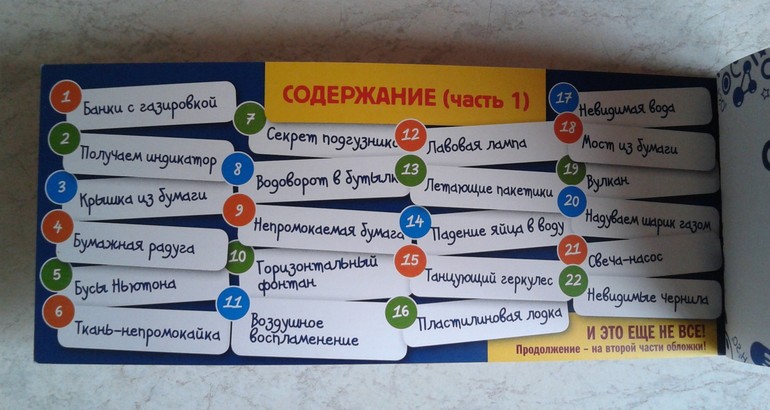 СОДЕРЖАНИЕ (часть 1)
1 Банки с газировкой
2 Получаем индикатор
3 Крышка из бумаги
4 Бумажная радуга
5 Бусы Ньютона
6 Ткань-непромокайка
7 Секрет подгузника
8 Водоворот в бутылк
9 Непромокаемая бумага
10 Горизонтальный
фонтан
11 Воздушное
воспламенение
12 Лавовая лампа
13 Летающие пакетики
14 Падение яйца в воду
15 Танцующий геркулес
16 Пластилиновая лодка
17 Невидимая вода
18 Мост из бумаги
19 Вулкан
20 Надуваем шарик газом
21 Свеча-насос
22 Невидимые чернила
И ЭТО ЕЩЕ НЕ ВСЕ!
Продолжение – на второй части обложки!